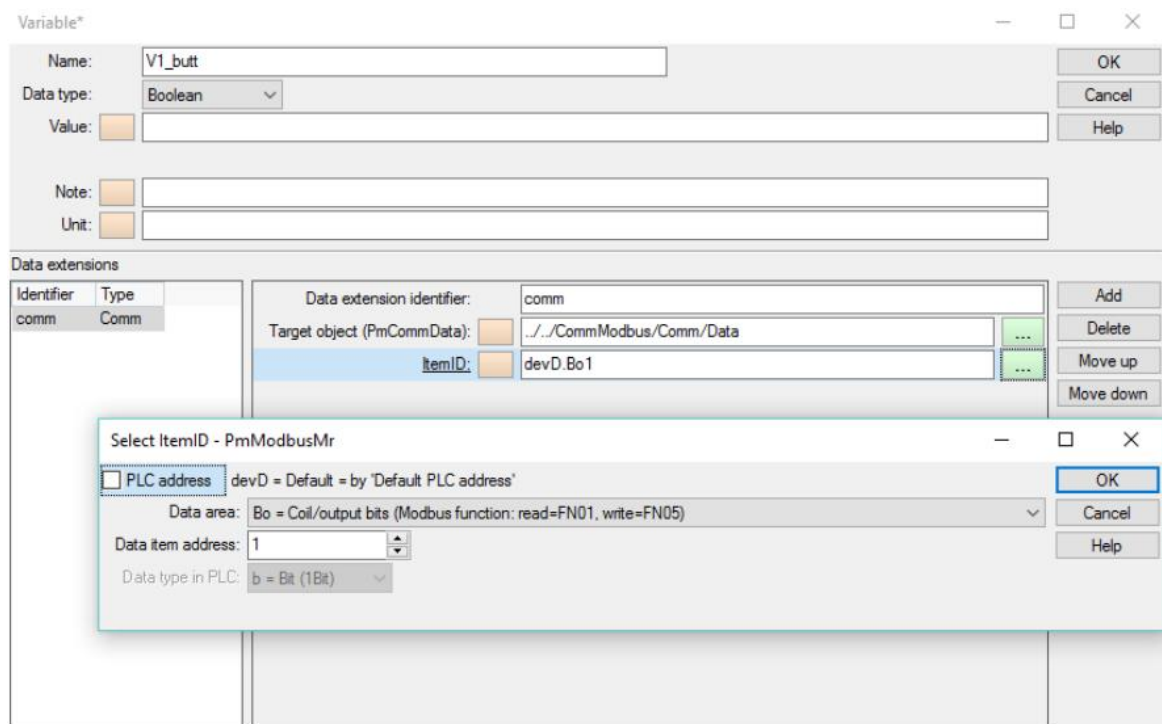 Variable*
Name: V1_butt OK
Data type: Boolean Cancel
Value: Help
Note:
Unit:
Data extensions
Identifier Type Data extension identifier: comm Add
comm Comm Target object (PmCommData): ../../CommModbus/Comm/Data ... Delete
ItemID: devD.Bo1 ... Move up
Move down
Select ItemID - PmModbusMr
PLC address devD = Default = by 'Default PLC address' OK
Data area: Bo = Coil/output bits (Modbus function: read=FN01, write=FN05) Cancel
Data item address: 1 Help
Data type in PLC: b = Bit (1Bit)